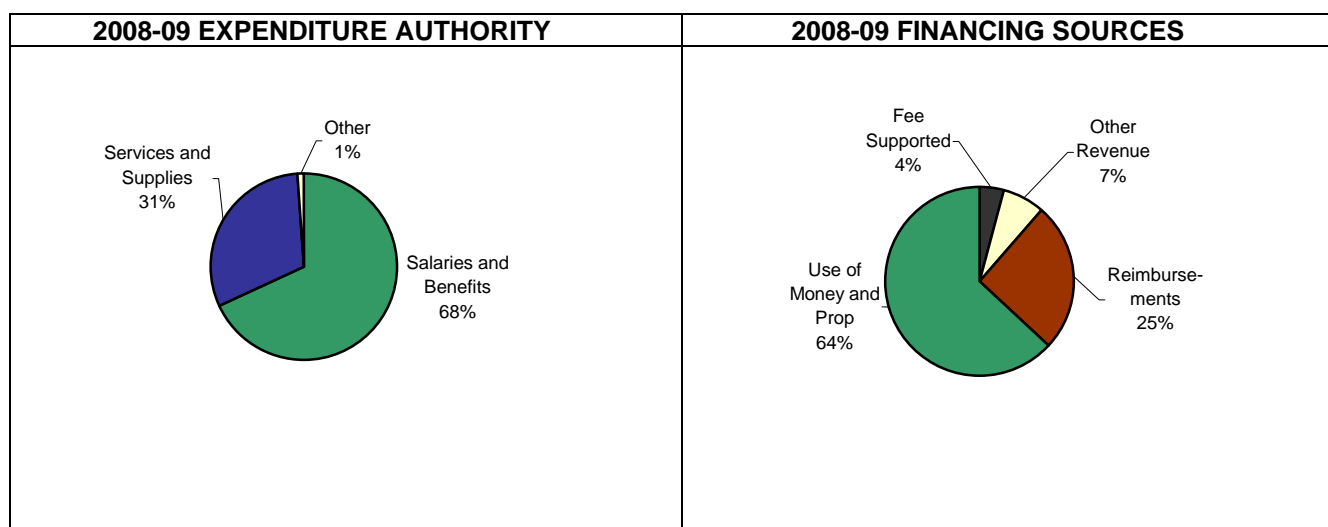 2008-09 EXPENDITURE AUTHORITY
Other
1%
Services and
Supplies
31%
Salaries and
Benefits
68%
2008-09 FINANCING SOURCES
Fee
Supported
4%
Other
Revenue
7%
Use of
Money and
Prop
64%
Reimburse-
ments
25%